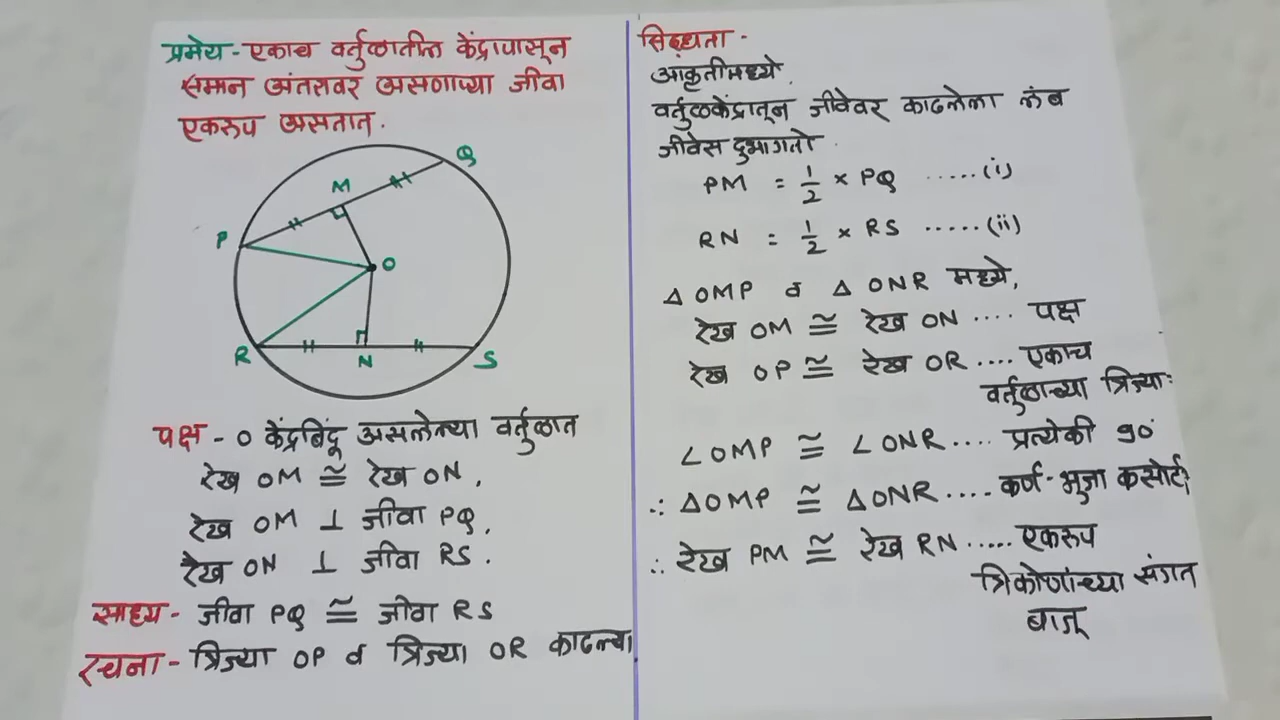 प्रमेय - एकाच वर्तुळातील केंद्रापासून
समान अंतरावर असणाऱ्या जीवा
एकरूप असतात.
Q
M
P
O
R
N
S
पक्ष - O केंद्रबिंदू असलेल्या वर्तुळात
रेख OM ≅ रेख ON,
रेख OM ⊥ जीवा PQ,
रेख ON ⊥ जीवा RS.
साध्य - जीवा PQ ≅ जीवा RS
रचना - त्रिज्या OP व त्रिज्या OR काढल्या
सिद्धता -
आकृतीमध्ये,
वर्तुळकेंद्रातून जीवेवर काढलेला लंब
जीवेस दुभागतो.
PM = 1/2 × PQ .....(i)
RN = 1/2 × RS .....(ii)
△ OMP व △ ONR मध्ये,
रेख OM ≅ रेख ON .... पक्ष
रेख OP ≅ रेख OR .... एकाच
वर्तुळाच्या त्रिज्या
∠OMP ≅ ∠ONR .... प्रत्येकी 90°
∴ △OMP ≅ △ONR .... कर्ण-भुजा कसोटी
∴ रेख PM ≅ रेख RN ..... एकरूप
त्रिकोणांच्या संगत
बाजू